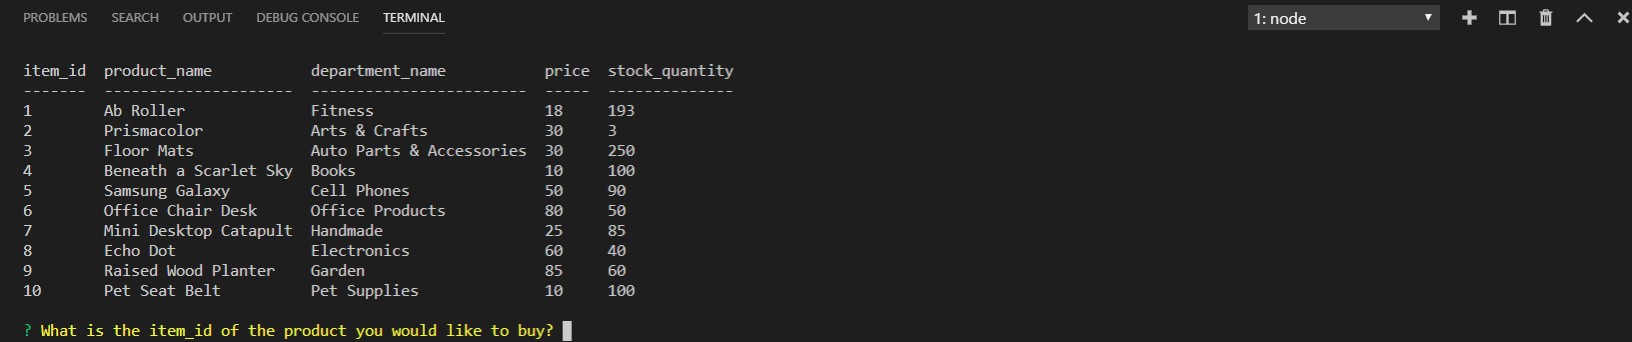 PROBLEMS SEARCH OUTPUT DEBUG CONSOLE TERMINAL 1: node
item_id product_name department_name price stock_quantity
------- --------------------- ------------------------ ----- --------------
1 Ab Roller Fitness 18 193
2 Prismacolor Arts & Crafts 30 3
3 Floor Mats Auto Parts & Accessories 30 250
4 Beneath a Scarlet Sky Books 10 100
5 Samsung Galaxy Cell Phones 50 90
6 Office Chair Desk Office Products 80 50
7 Mini Desktop Catapult Handmade 25 85
8 Echo Dot Electronics 60 40
9 Raised Wood Planter Garden 85 60
10 Pet Seat Belt Pet Supplies 10 100
? What is the item_id of the product you would like to buy?